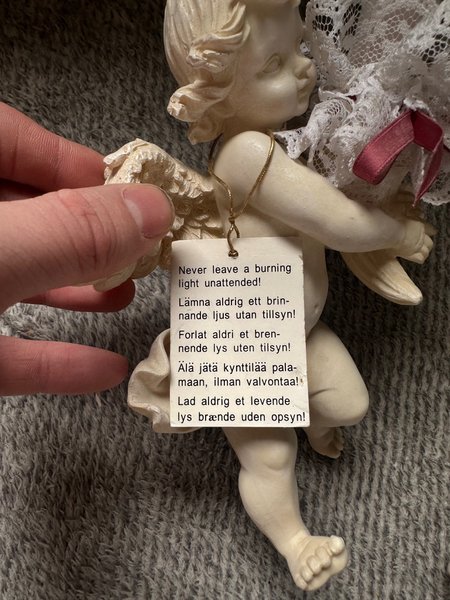 Never leave a burning
light unattended!
Lämna aldrig ett brin-
nande ljus utan tillsyn!
Forlat aldri et bren-
nende lys uten tilsyn!
Älä jätä kynttilää pala-
maan, ilman valvontaa!
Lad aldrig et levende
lys brænde uden opsyn!